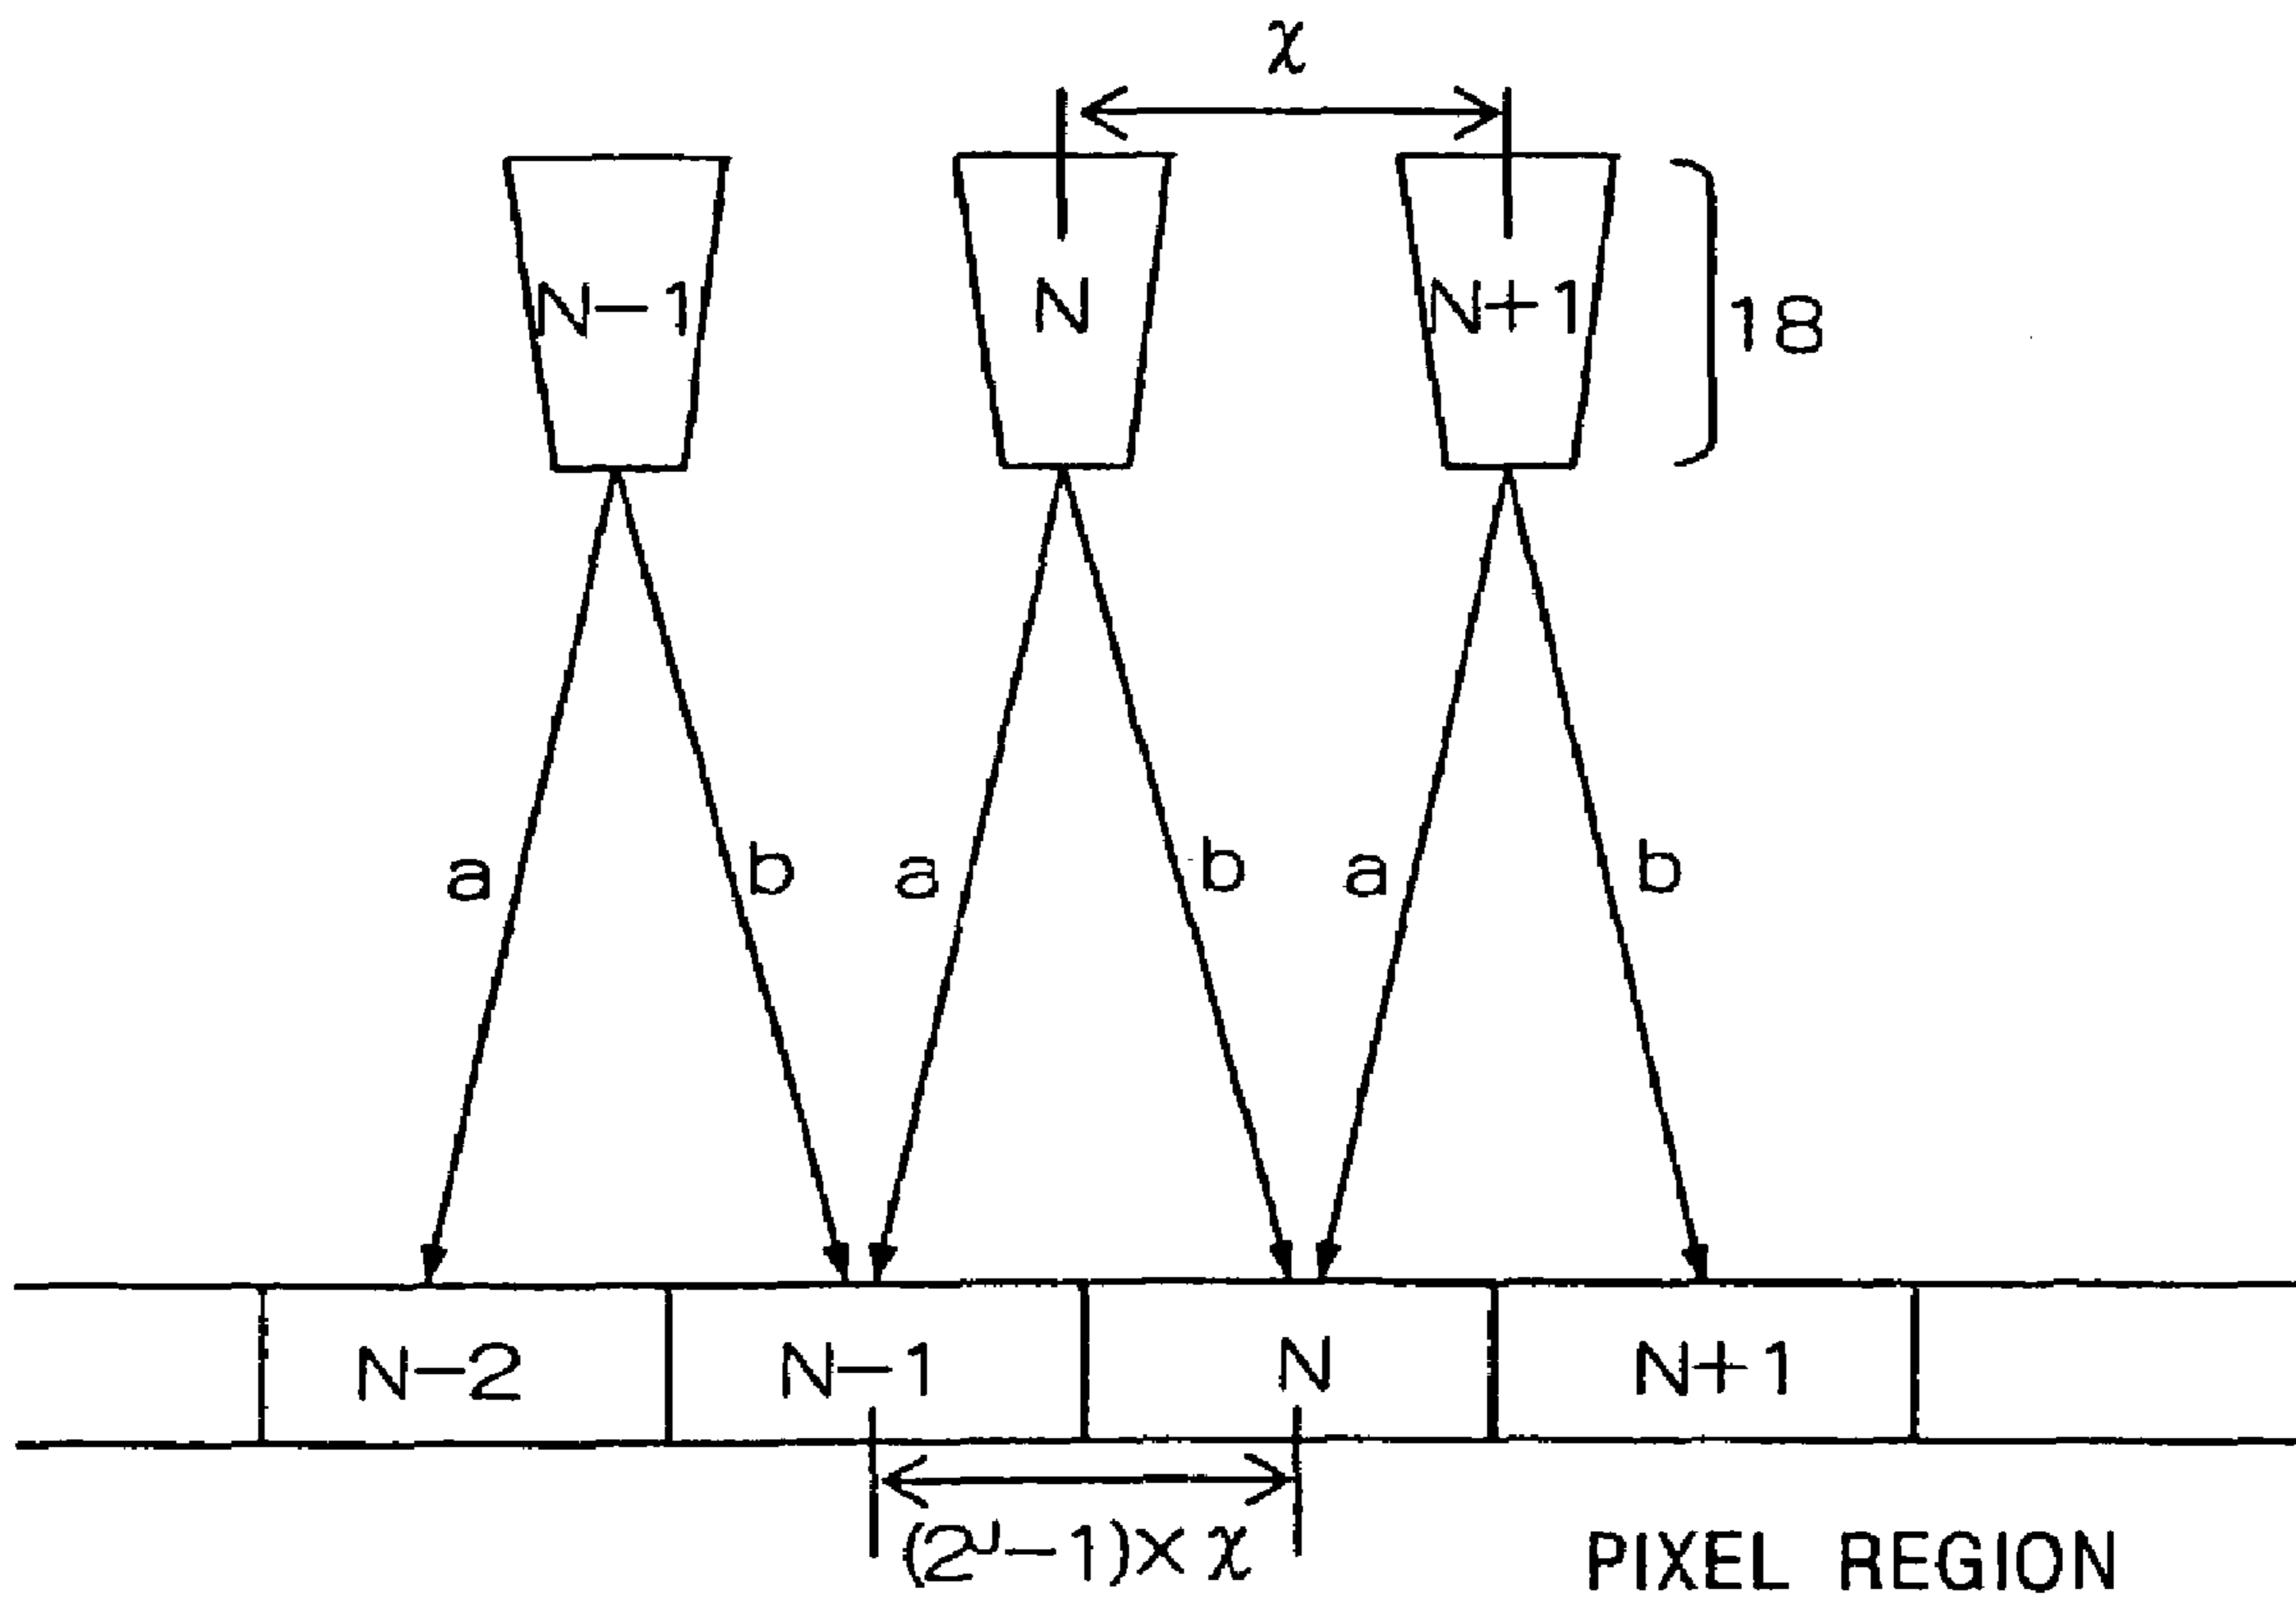 χ
N-1 N N+1 18
a b a b a b
N-2 N-1 N N+1
(2^J-1)× χ
PIXEL REGION